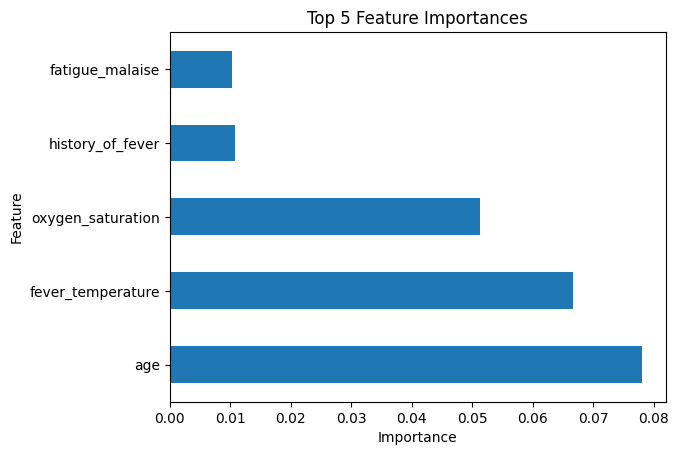 Top 5 Feature Importances
fatigue_malaise
history_of_fever
oxygen_saturation
fever_temperature
age
Feature
0.00 0.01 0.02 0.03 0.04 0.05 0.06 0.07 0.08
Importance